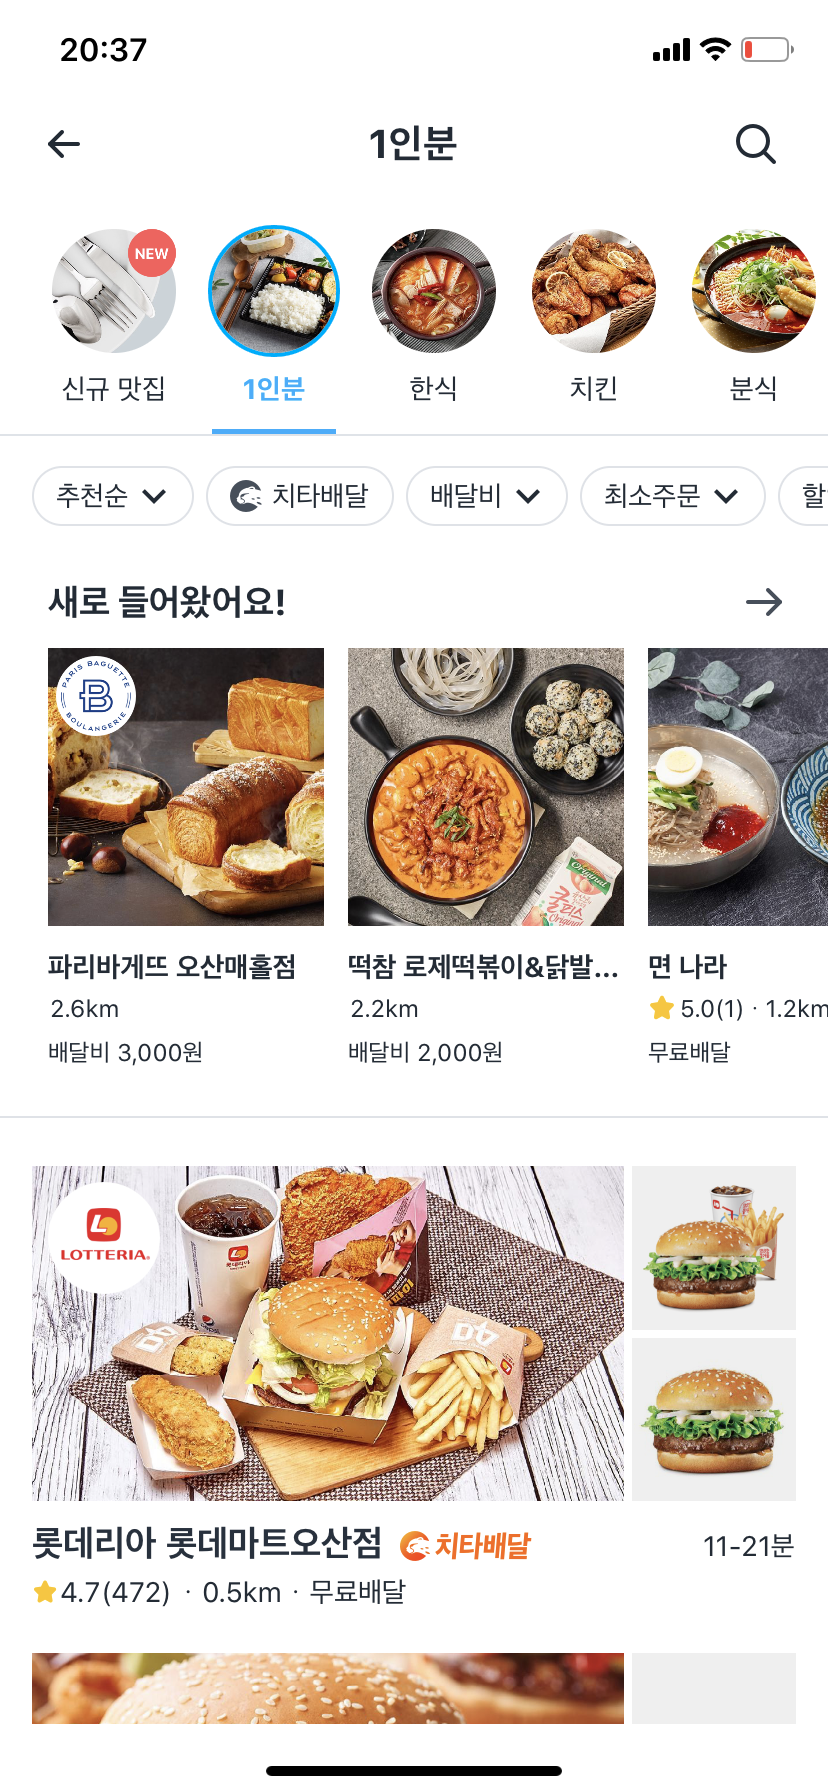 20:37
1인분
NEW
신규 맛집
1인분
한식
치킨
분식
추천순
치타배달
배달비
최소주문
할
새로 들어왔어요!
PARIS BAGUETTE
B
BOULANGERIE
Original
쿨피스
Original
파리바게뜨 오산매홀점
떡참 로제떡볶이&닭발...
면 나라
2.6km
2.2km
5.0(1) · 1.2km
배달비 3,000원
배달비 2,000원
무료배달
LOTTERIA
롯데리아
pepsi
롯데리아 롯데마트오산점
치타배달
11-21분
4.7(472) · 0.5km · 무료배달